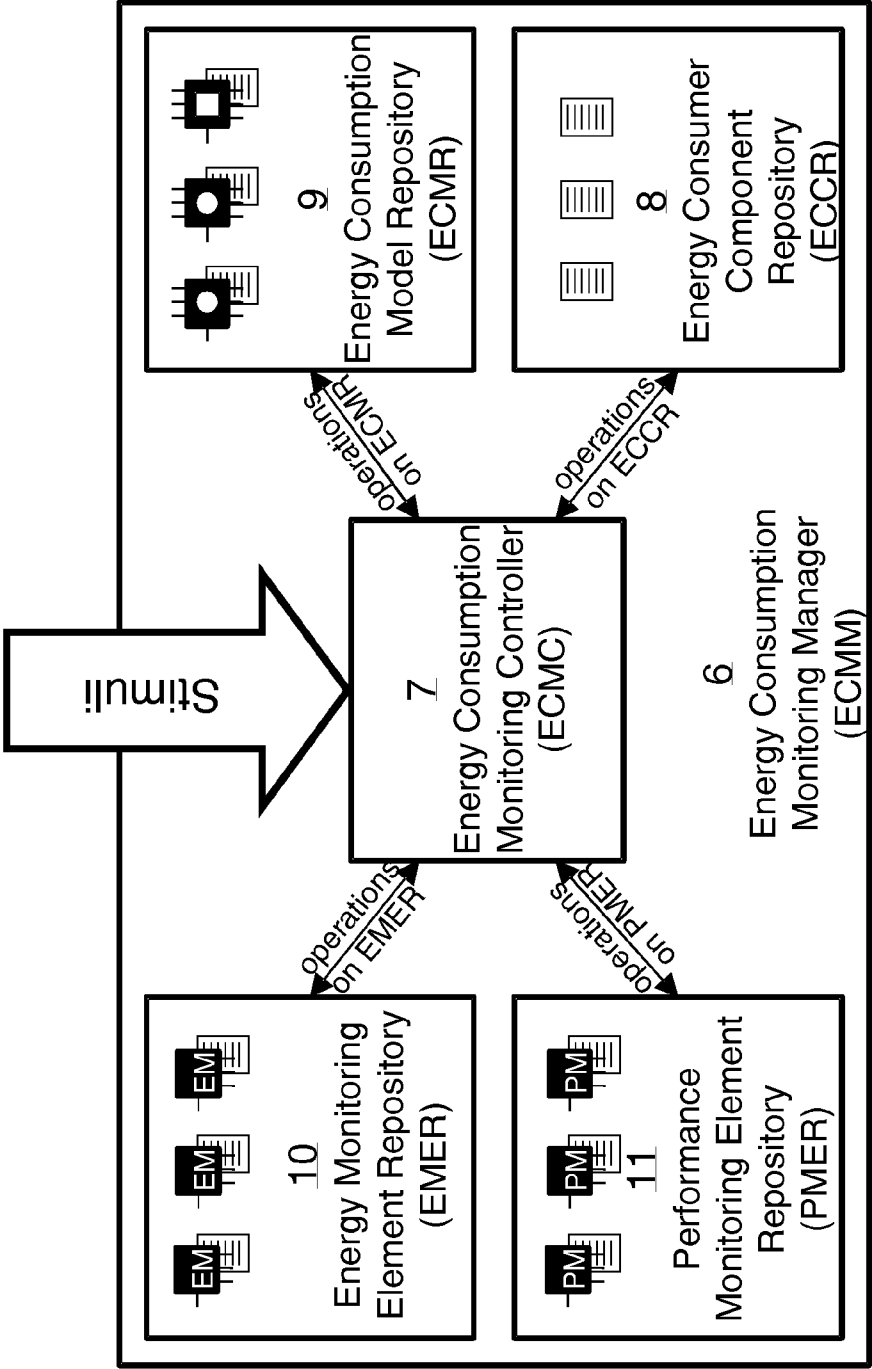 Stimuli
EM
EM
EM
10
Energy Monitoring
Element Repository
(EMER)
9
Energy Consumption
Model Repository
(ECMR)
operations
on EMER
operations
on ECMR
7
Energy Consumption
Monitoring Controller
(ECMC)
operations
on PMER
operations
on ECCR
PM
PM
PM
11
Performance
Monitoring Element
Repository
(PMER)
8
Energy Consumer
Component
Repository
(ECCR)
6
Energy Consumption
Monitoring Manager
(ECMM)